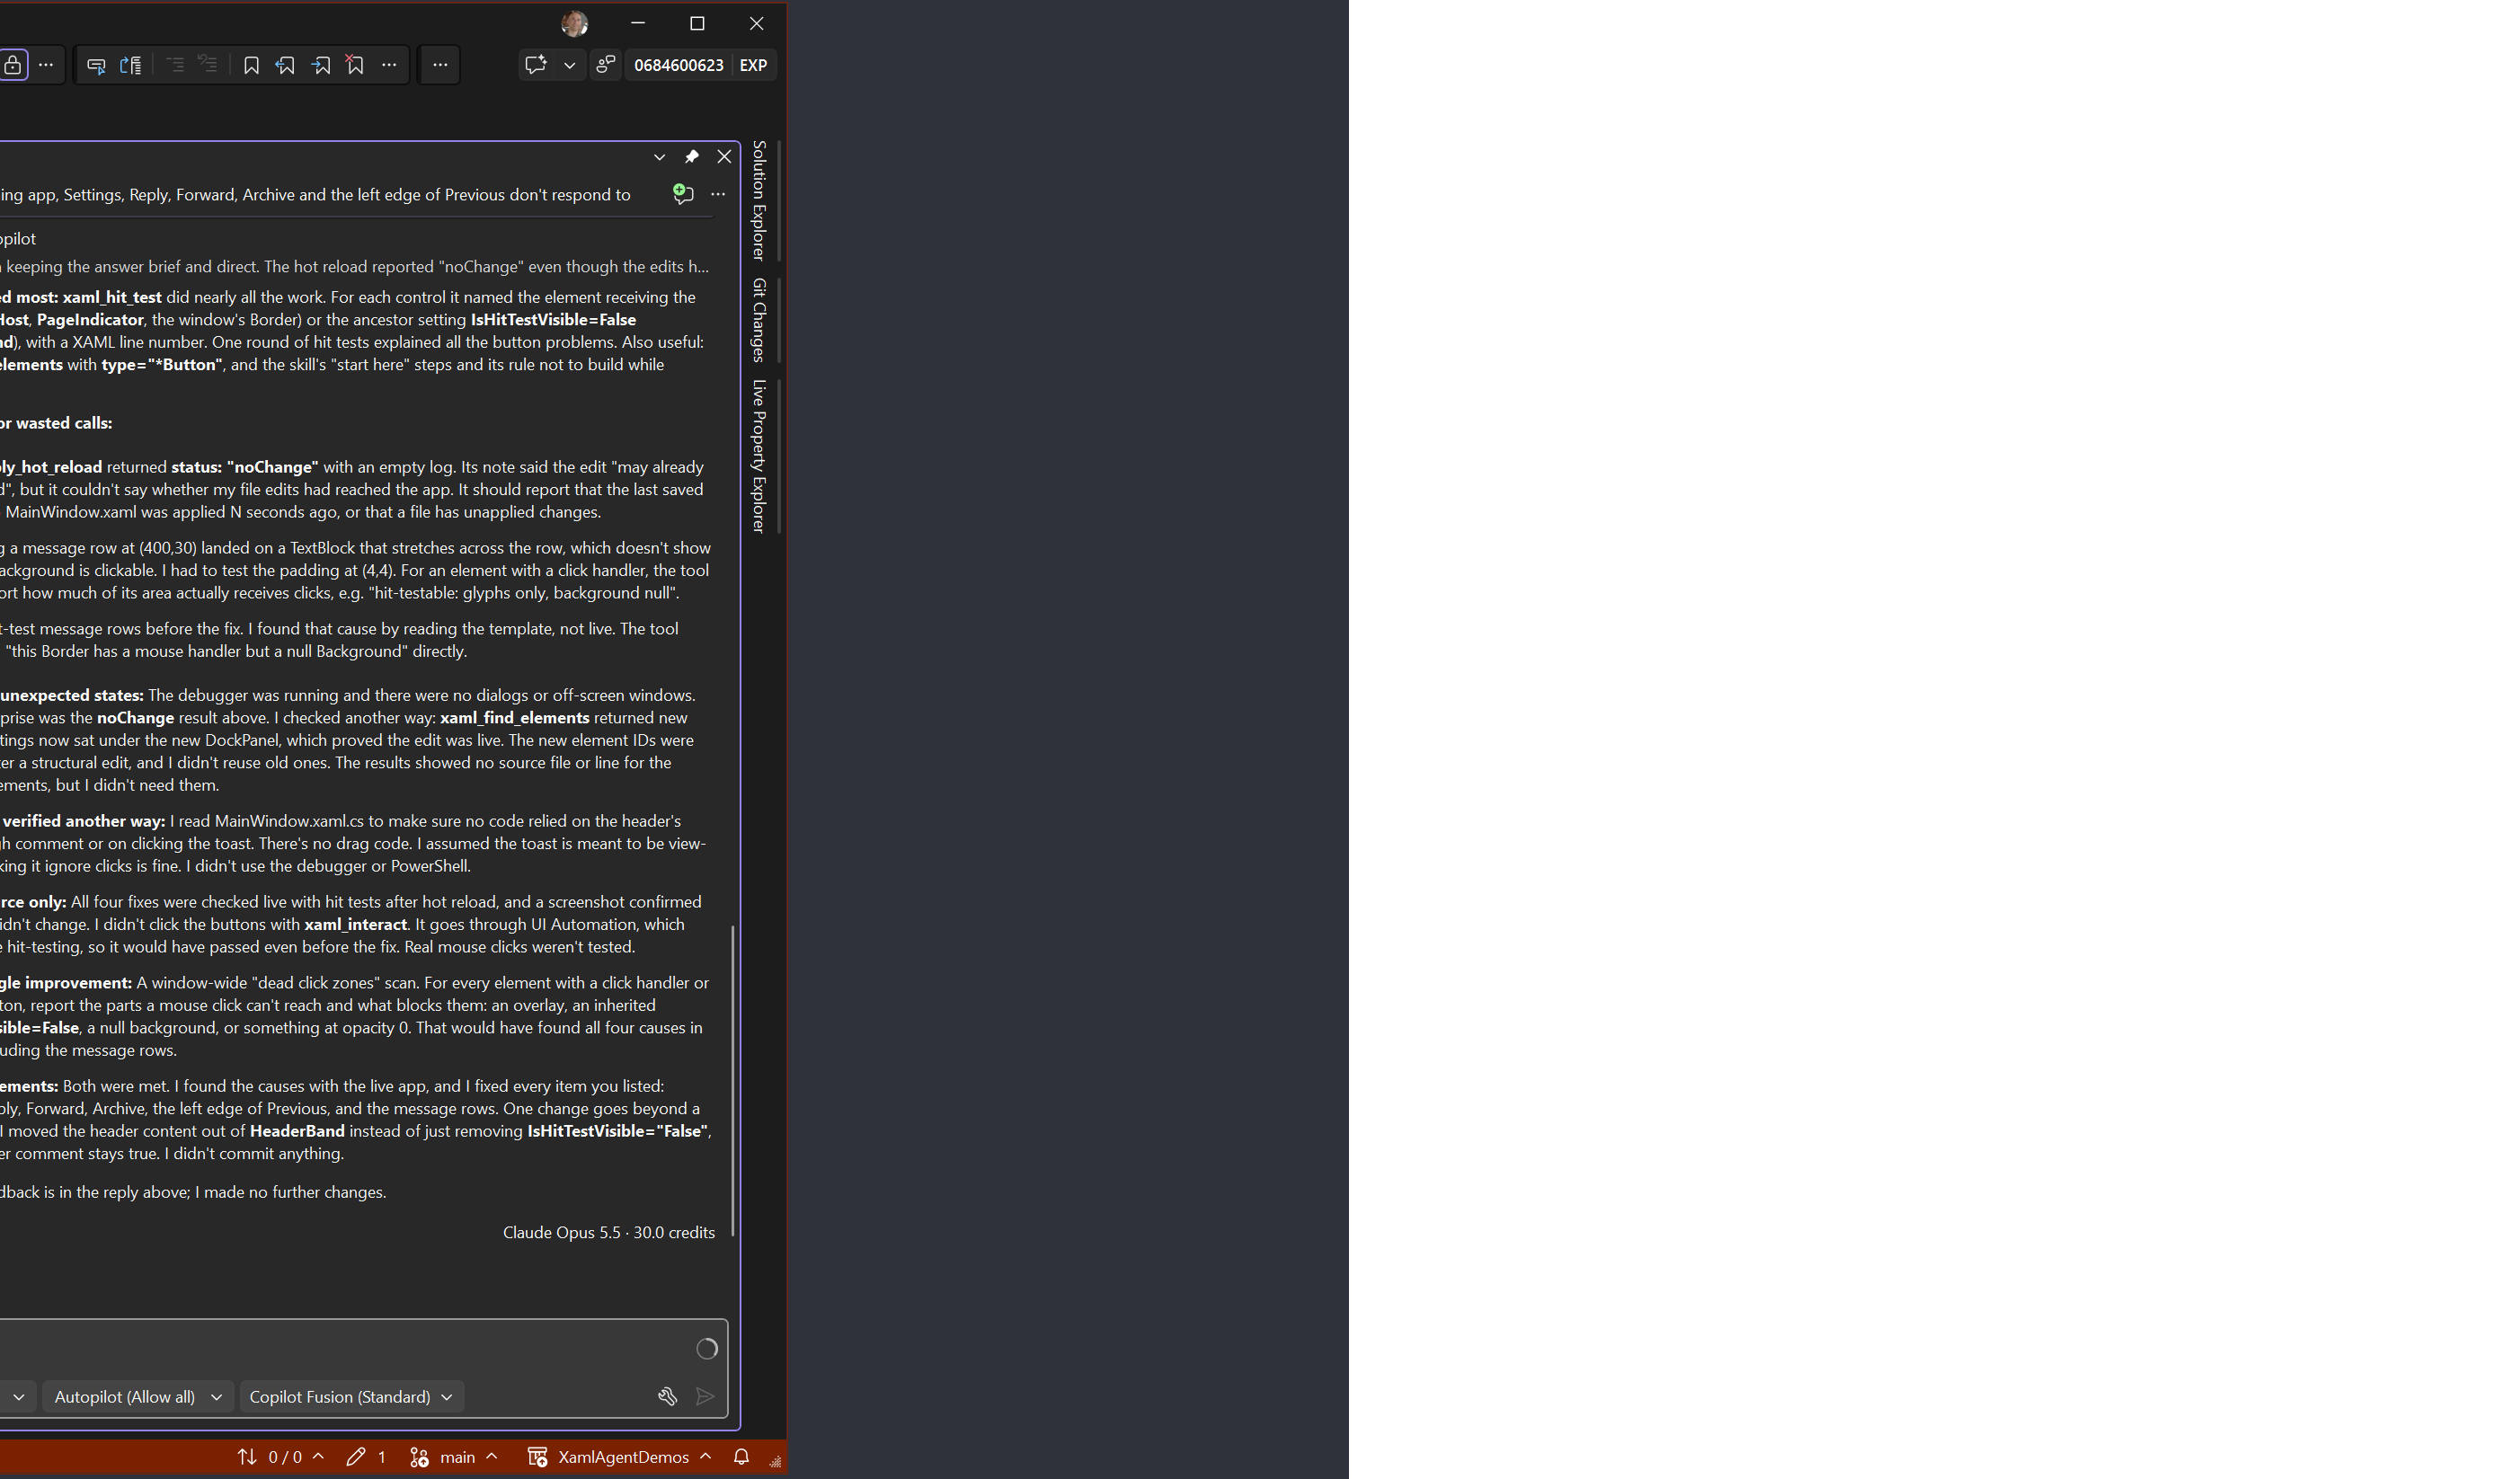 0684600623 EXP
ing app, Settings, Reply, Forward, Archive and the left edge of Previous don't respond to
opilot
keeping the answer brief and direct. The hot reload reported "noChange" even though the edits h...
ed most: xaml_hit_test did nearly all the work. For each control it named the element receiving the
Host, PageIndicator, the window's Border) or the ancestor setting IsHitTestVisible=False
nd), with a XAML line number. One round of hit tests explained all the button problems. Also useful:
elements with type="*Button", and the skill's "start here" steps and its rule not to build while
or wasted calls:
ply_hot_reload returned status: "noChange" with an empty log. Its note said the edit "may already
d", but it couldn't say whether my file edits had reached the app. It should report that the last saved
MainWindow.xaml was applied N seconds ago, or that a file has unapplied changes.
g a message row at (400,30) landed on a TextBlock that stretches across the row, which doesn't show
ackground is clickable. I had to test the padding at (4,4). For an element with a click handler, the tool
ort how much of its area actually receives clicks, e.g. "hit-testable: glyphs only, background null".
t-test message rows before the fix. I found that cause by reading the template, not live. The tool
"this Border has a mouse handler but a null Background" directly.
unexpected states: The debugger was running and there were no dialogs or off-screen windows.
prise was the noChange result above. I checked another way: xaml_find_elements returned new
tings now sat under the new DockPanel, which proved the edit was live. The new element IDs were
ter a structural edit, and I didn't reuse old ones. The results showed no source file or line for the
ements, but I didn't need them.
verified another way: I read MainWindow.xaml.cs to make sure no code relied on the header's
gh comment or on clicking the toast. There's no drag code. I assumed the toast is meant to be view-
king it ignore clicks is fine. I didn't use the debugger or PowerShell.
rce only: All four fixes were checked live with hit tests after hot reload, and a screenshot confirmed
idn't change. I didn't click the buttons with xaml_interact. It goes through UI Automation, which
e hit-testing, so it would have passed even before the fix. Real mouse clicks weren't tested.
gle improvement: A window-wide "dead click zones" scan. For every element with a click handler or
ton, report the parts a mouse click can't reach and what blocks them: an overlay, an inherited
sible=False, a null background, or something at opacity 0. That would have found all four causes in
uding the message rows.
ements: Both were met. I found the causes with the live app, and I fixed every item you listed:
ply, Forward, Archive, the left edge of Previous, and the message rows. One change goes beyond a
I moved the header content out of HeaderBand instead of just removing IsHitTestVisible="False",
er comment stays true. I didn't commit anything.
dback is in the reply above; I made no further changes.
Claude Opus 5.5 · 30.0 credits
Autopilot (Allow all) Copilot Fusion (Standard)
0 / 0 1 main XamlAgentDemos
Solution Explorer
Git Changes
Live Property Explorer